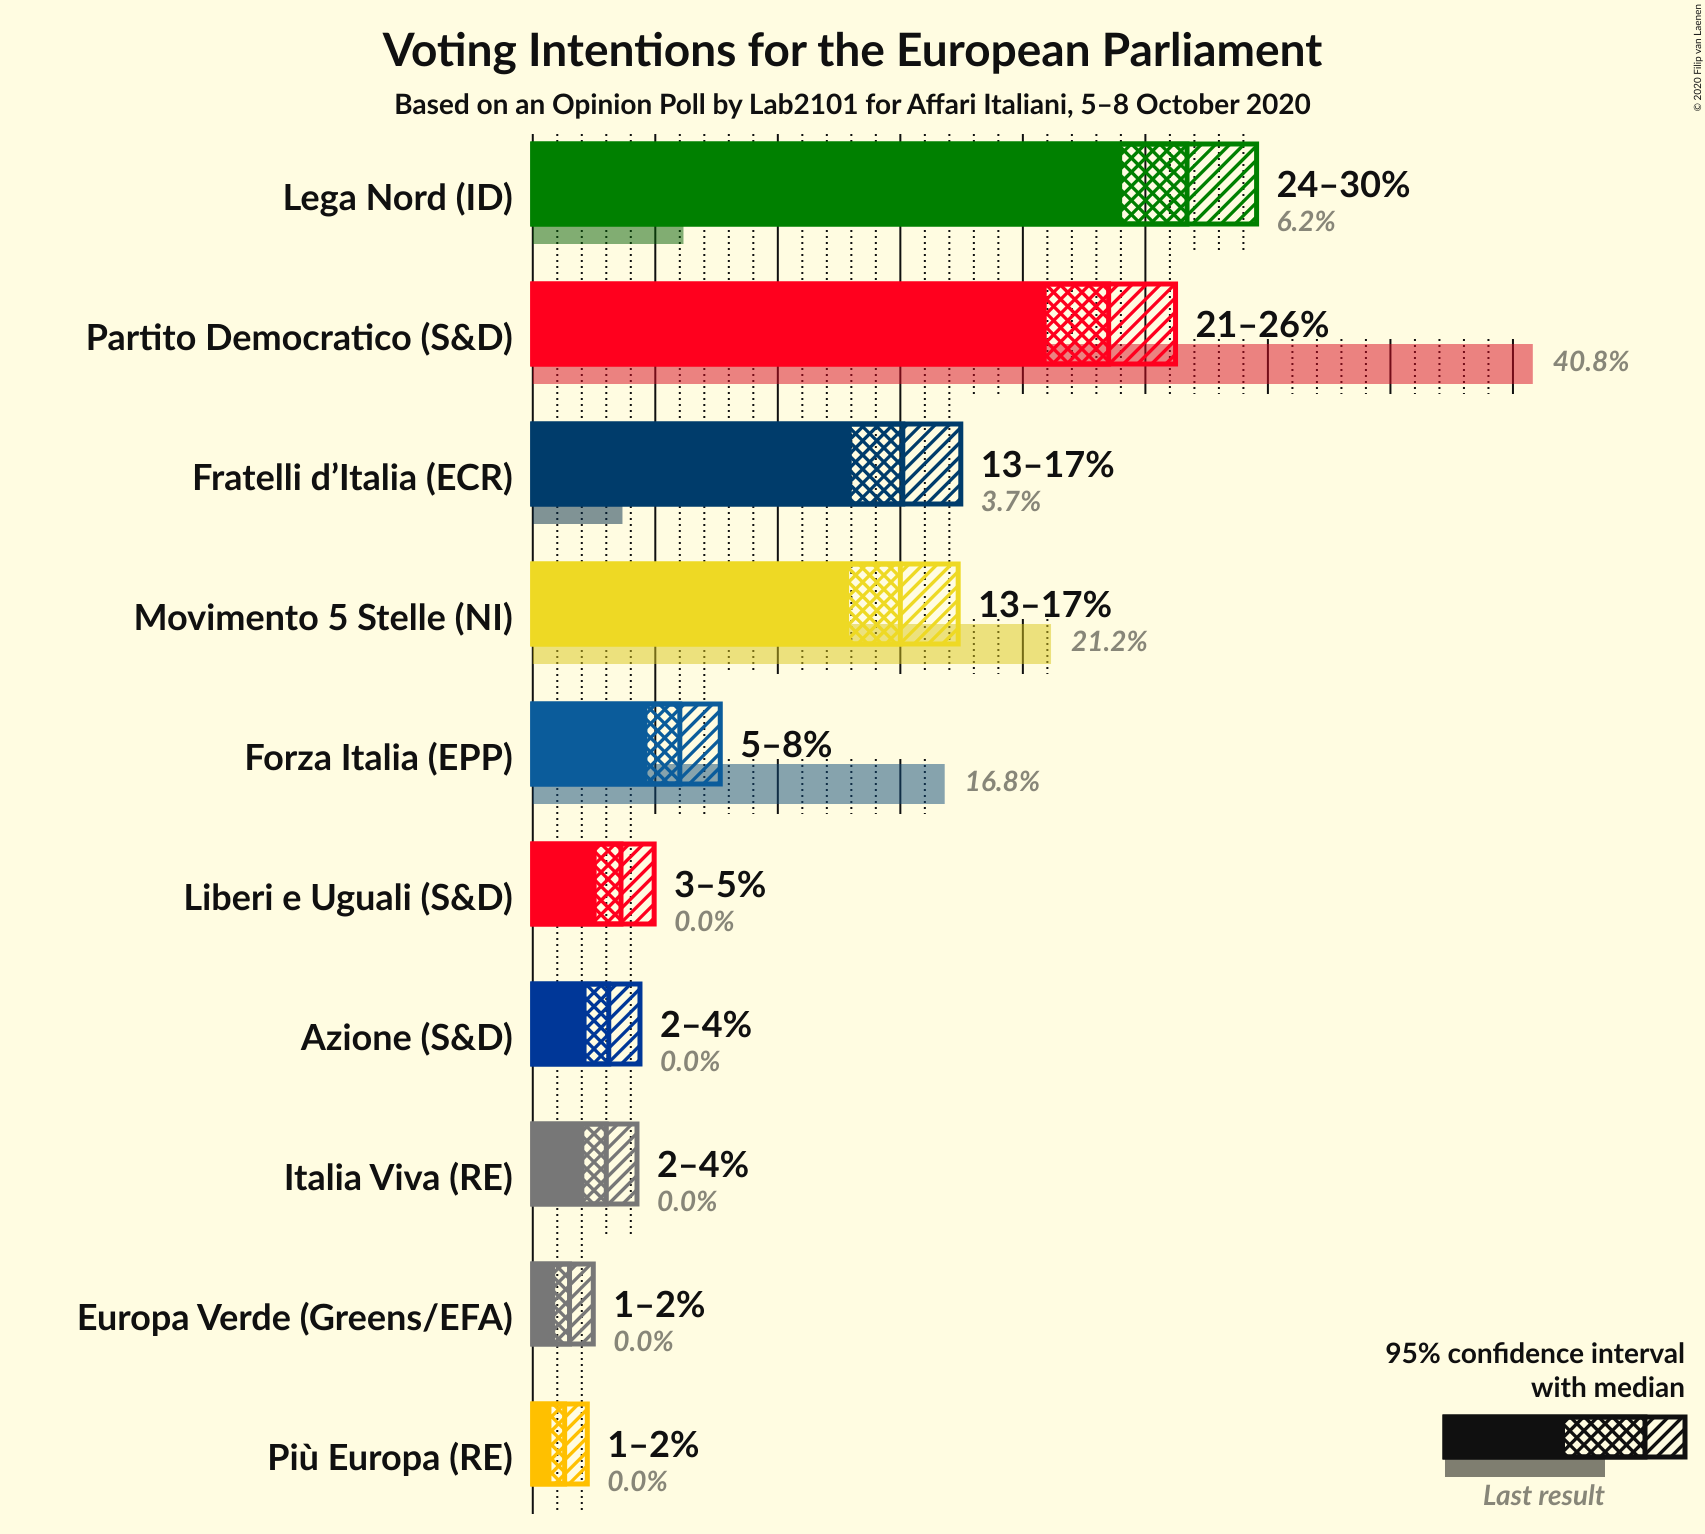 © 2020 Filip van Laenen
Voting Intentions for the European Parliament
Based on an Opinion Poll by Lab2101 for Affari Italiani, 5–8 October 2020
Lega Nord (ID)
24–30%
6.2%
Partito Democratico (S&D)
21–26%
40.8%
Fratelli d’Italia (ECR)
13–17%
3.7%
Movimento 5 Stelle (NI)
13–17%
21.2%
Forza Italia (EPP)
5–8%
16.8%
Liberi e Uguali (S&D)
3–5%
0.0%
Azione (S&D)
2–4%
0.0%
Italia Viva (RE)
2–4%
0.0%
Europa Verde (Greens/EFA)
1–2%
0.0%
Più Europa (RE)
1–2%
0.0%
95% confidence interval
with median
Last result